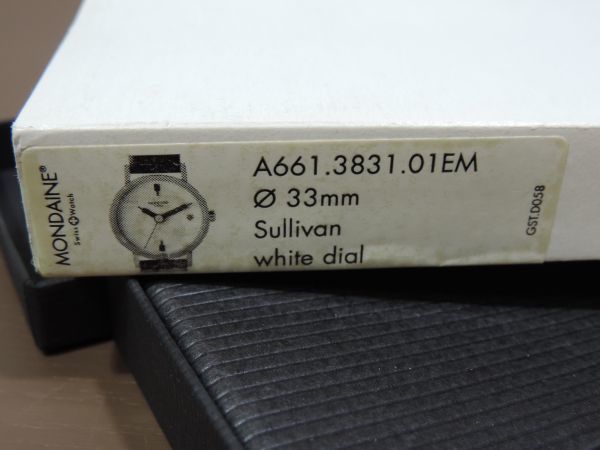 MONDAINE®
Swiss Watch
A661.3831.01EM
Ø 33mm
Sullivan
white dial
GST.D058